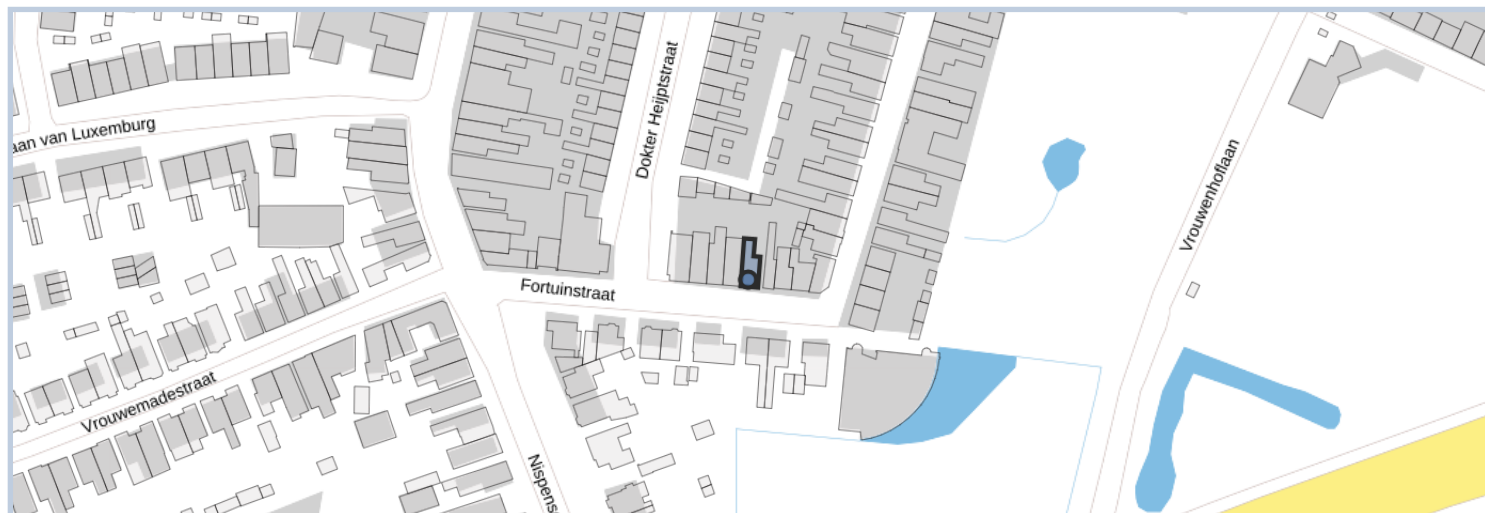 Dokter Heijptstraat
aan van Luxemburg
Vrouwenhoflaan
Fortuinstraat
Vrouwemadestraat
Nispens